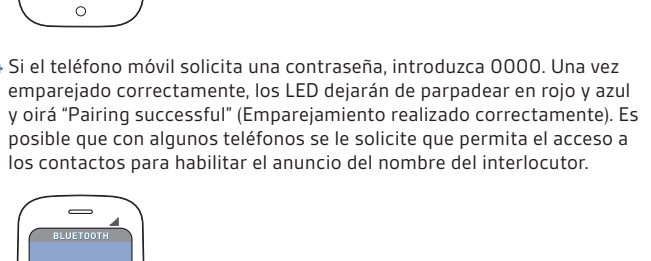 Si el teléfono móvil solicita una contraseña, introduzca 0000. Una vez
emparejado correctamente, los LED dejarán de parpadear en rojo y azul
y oirá “Pairing successful” (Emparejamiento realizado correctamente). Es
posible que con algunos teléfonos se le solicite que permita el acceso a
los contactos para habilitar el anuncio del nombre del interlocutor.
BLUETOOTH